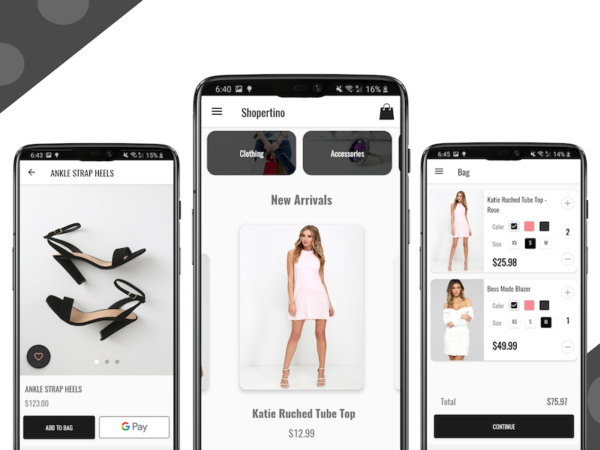 6:43 15%
ANKLE STRAP HEELS
ANKLE STRAP HEELS
$123.00
ADD TO BAG
G Pay
6:40 16%
Shopertino
Clothing
Accessories
New Arrivals
Katie Ruched Tube Top
$12.99
6:45 14%
Bag
Katie Ruched Tube Top -
Rose
Color
Size XS S M
2
$25.98
Boss Mode Blazer
Color
Size XS S M
1
$49.99
Total $75.97
CONTINUE